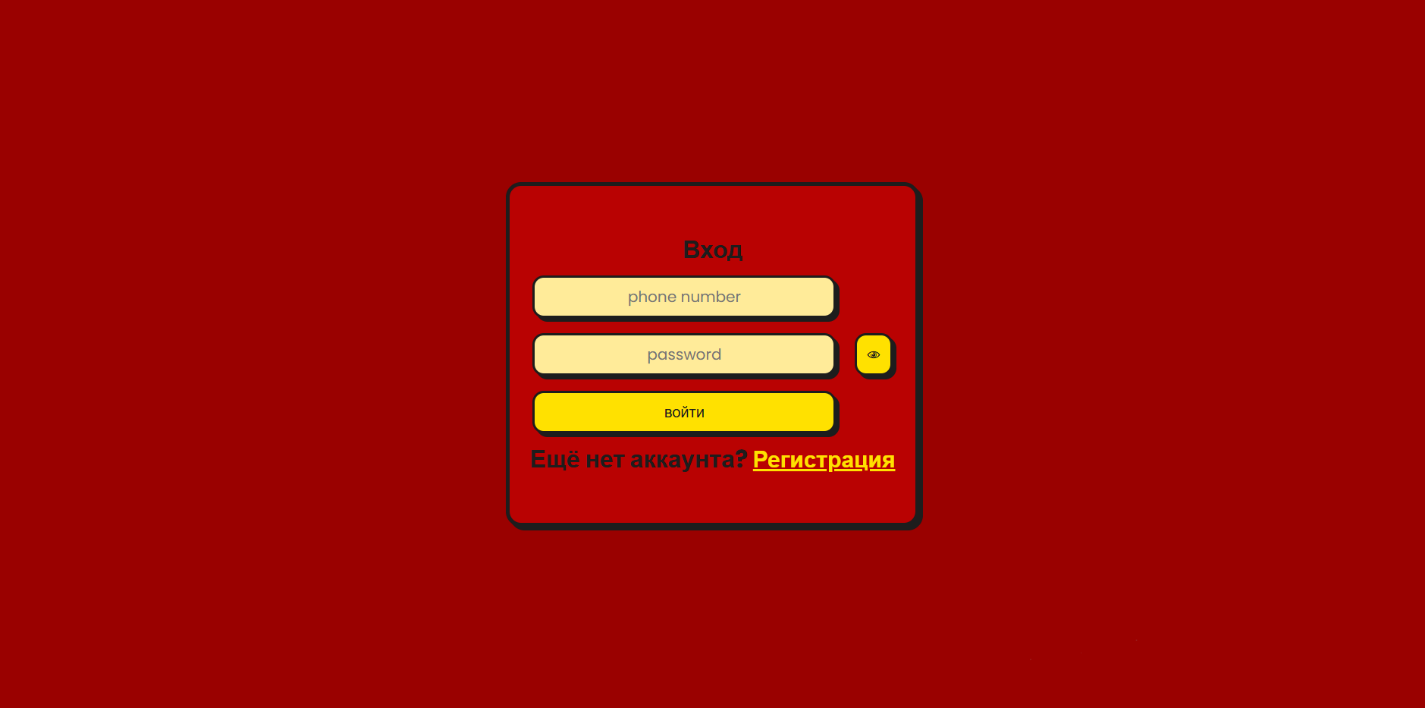 Вход
phone number
password
войти
Ещё нет аккаунта? Регистрация